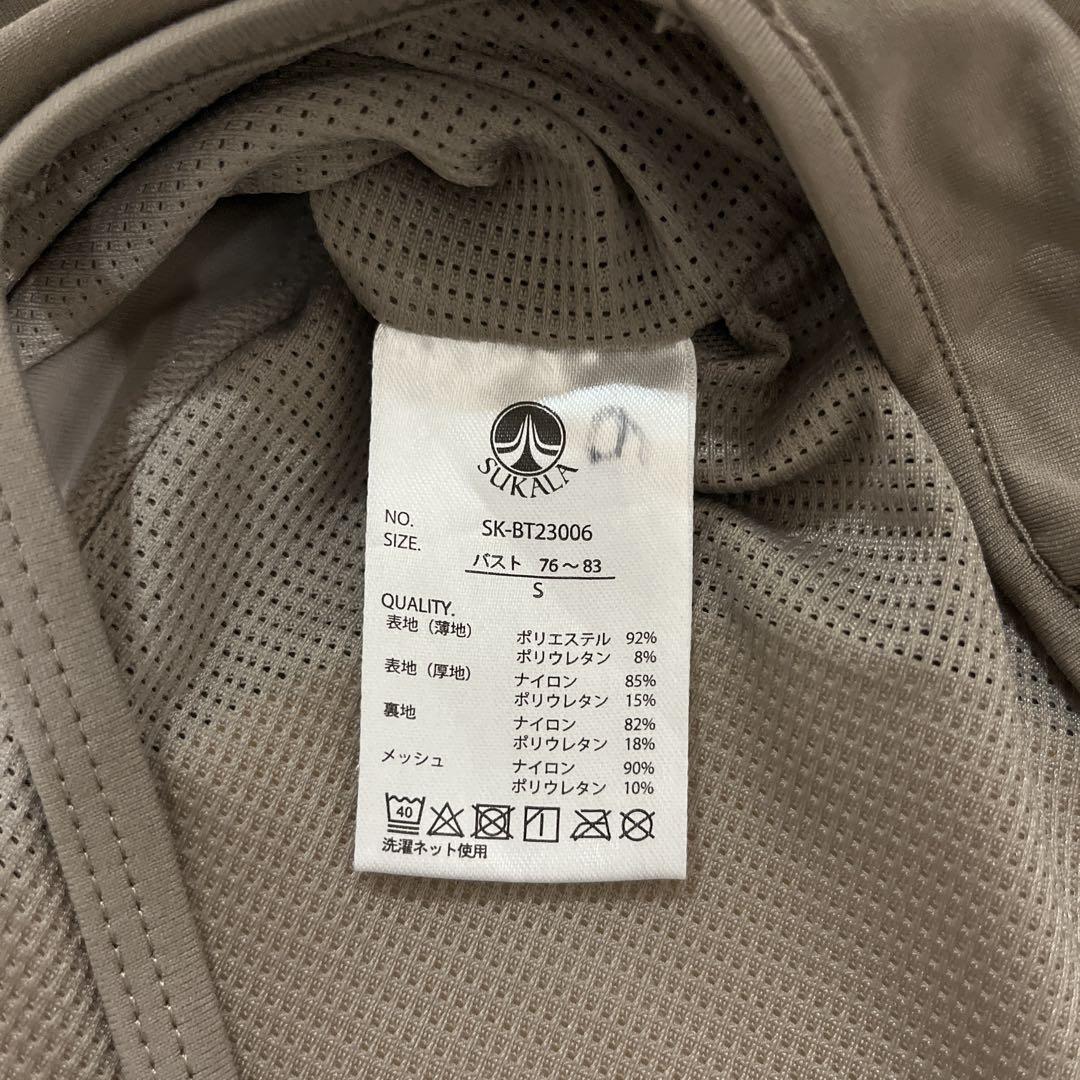 SUKALA
NO. SK-BT23006
SIZE. バスト 76～83
S
QUALITY.
表地（薄地） ポリエステル 92%
ポリウレタン 8%
表地（厚地） ナイロン 85%
ポリウレタン 15%
裏地 ナイロン 82%
ポリウレタン 18%
メッシュ ナイロン 90%
ポリウレタン 10%
40
洗濯ネット使用